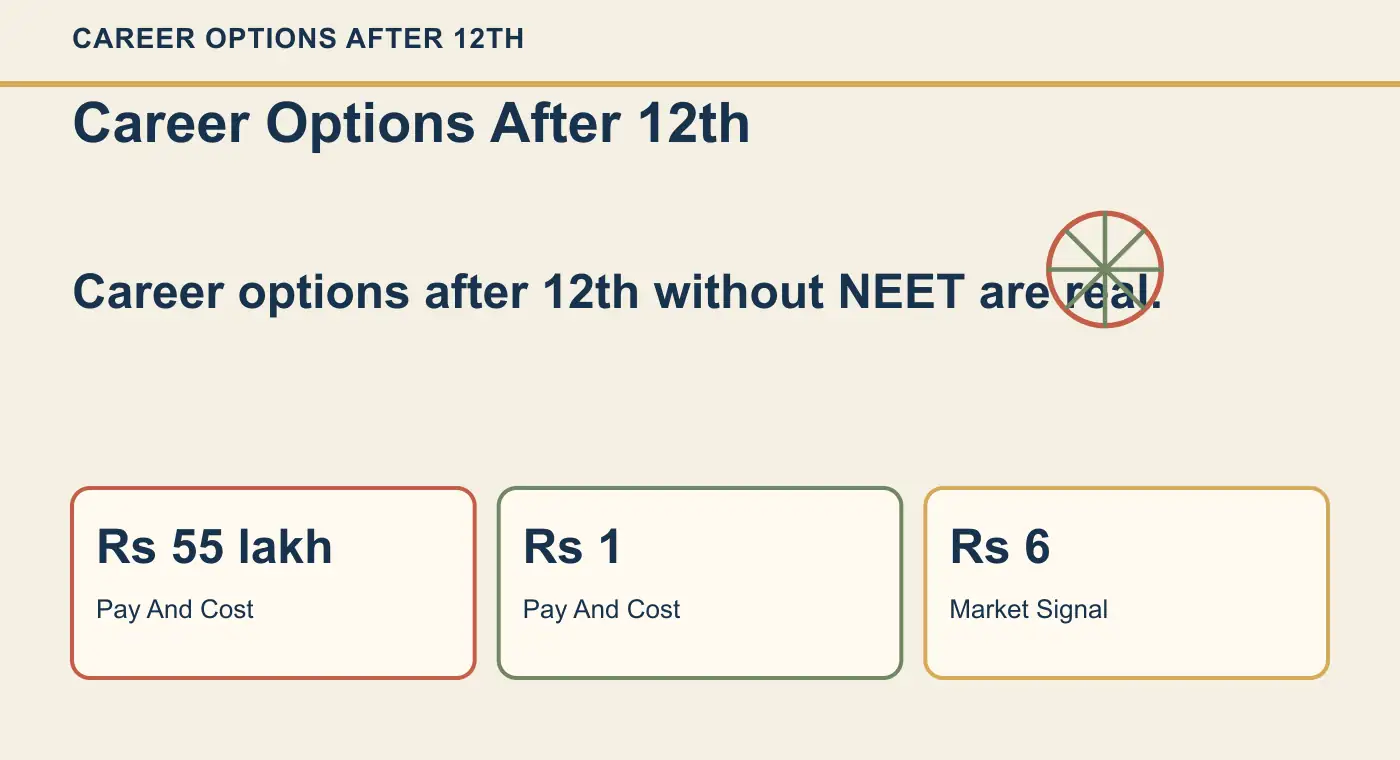 CAREER OPTIONS AFTER 12TH
Career Options After 12th
Career options after 12th without NEET are real.
Rs 55 lakh
Pay And Cost
Rs 1
Pay And Cost
Rs 6
Market Signal